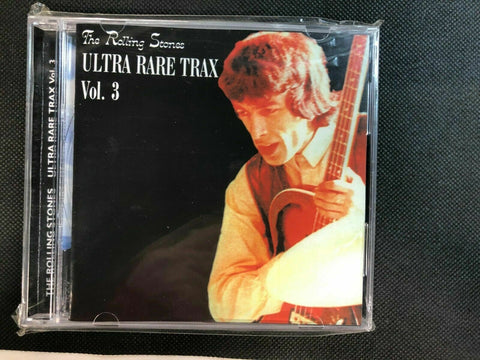 The Rolling Stones
ULTRA RARE TRAX
Vol. 3
THE ROLLING STONES ULTRA RARE TRAX Vol. 3